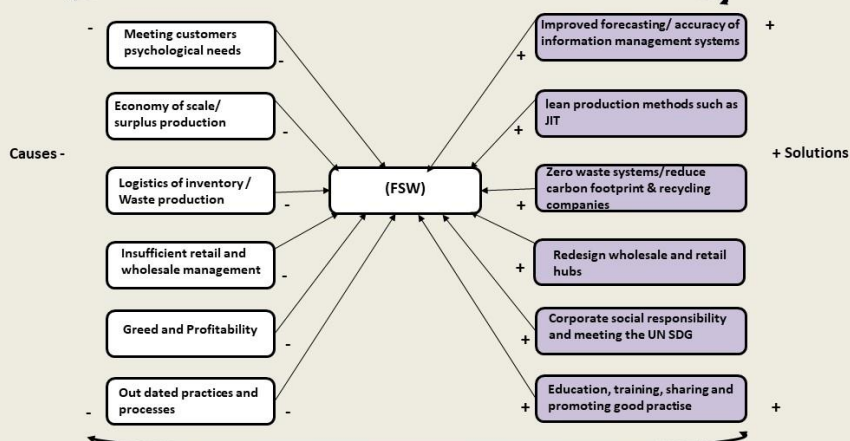 Meeting customers
psychological needs
Economy of scale/
surplus production
Causes -
Logistics of inventory /
Waste production
Insufficient retail and
wholesale management
Greed and Profitability
Out dated practices and
processes
(FSW)
Improved forecasting/ accuracy of
information management systems
lean production methods such as
JIT
+ Solutions
Zero waste systems/reduce
carbon footprint & recycling
companies
Redesign wholesale and retail
hubs
Corporate social responsibility
and meeting the UN SDG
Education, training, sharing and
promoting good practise